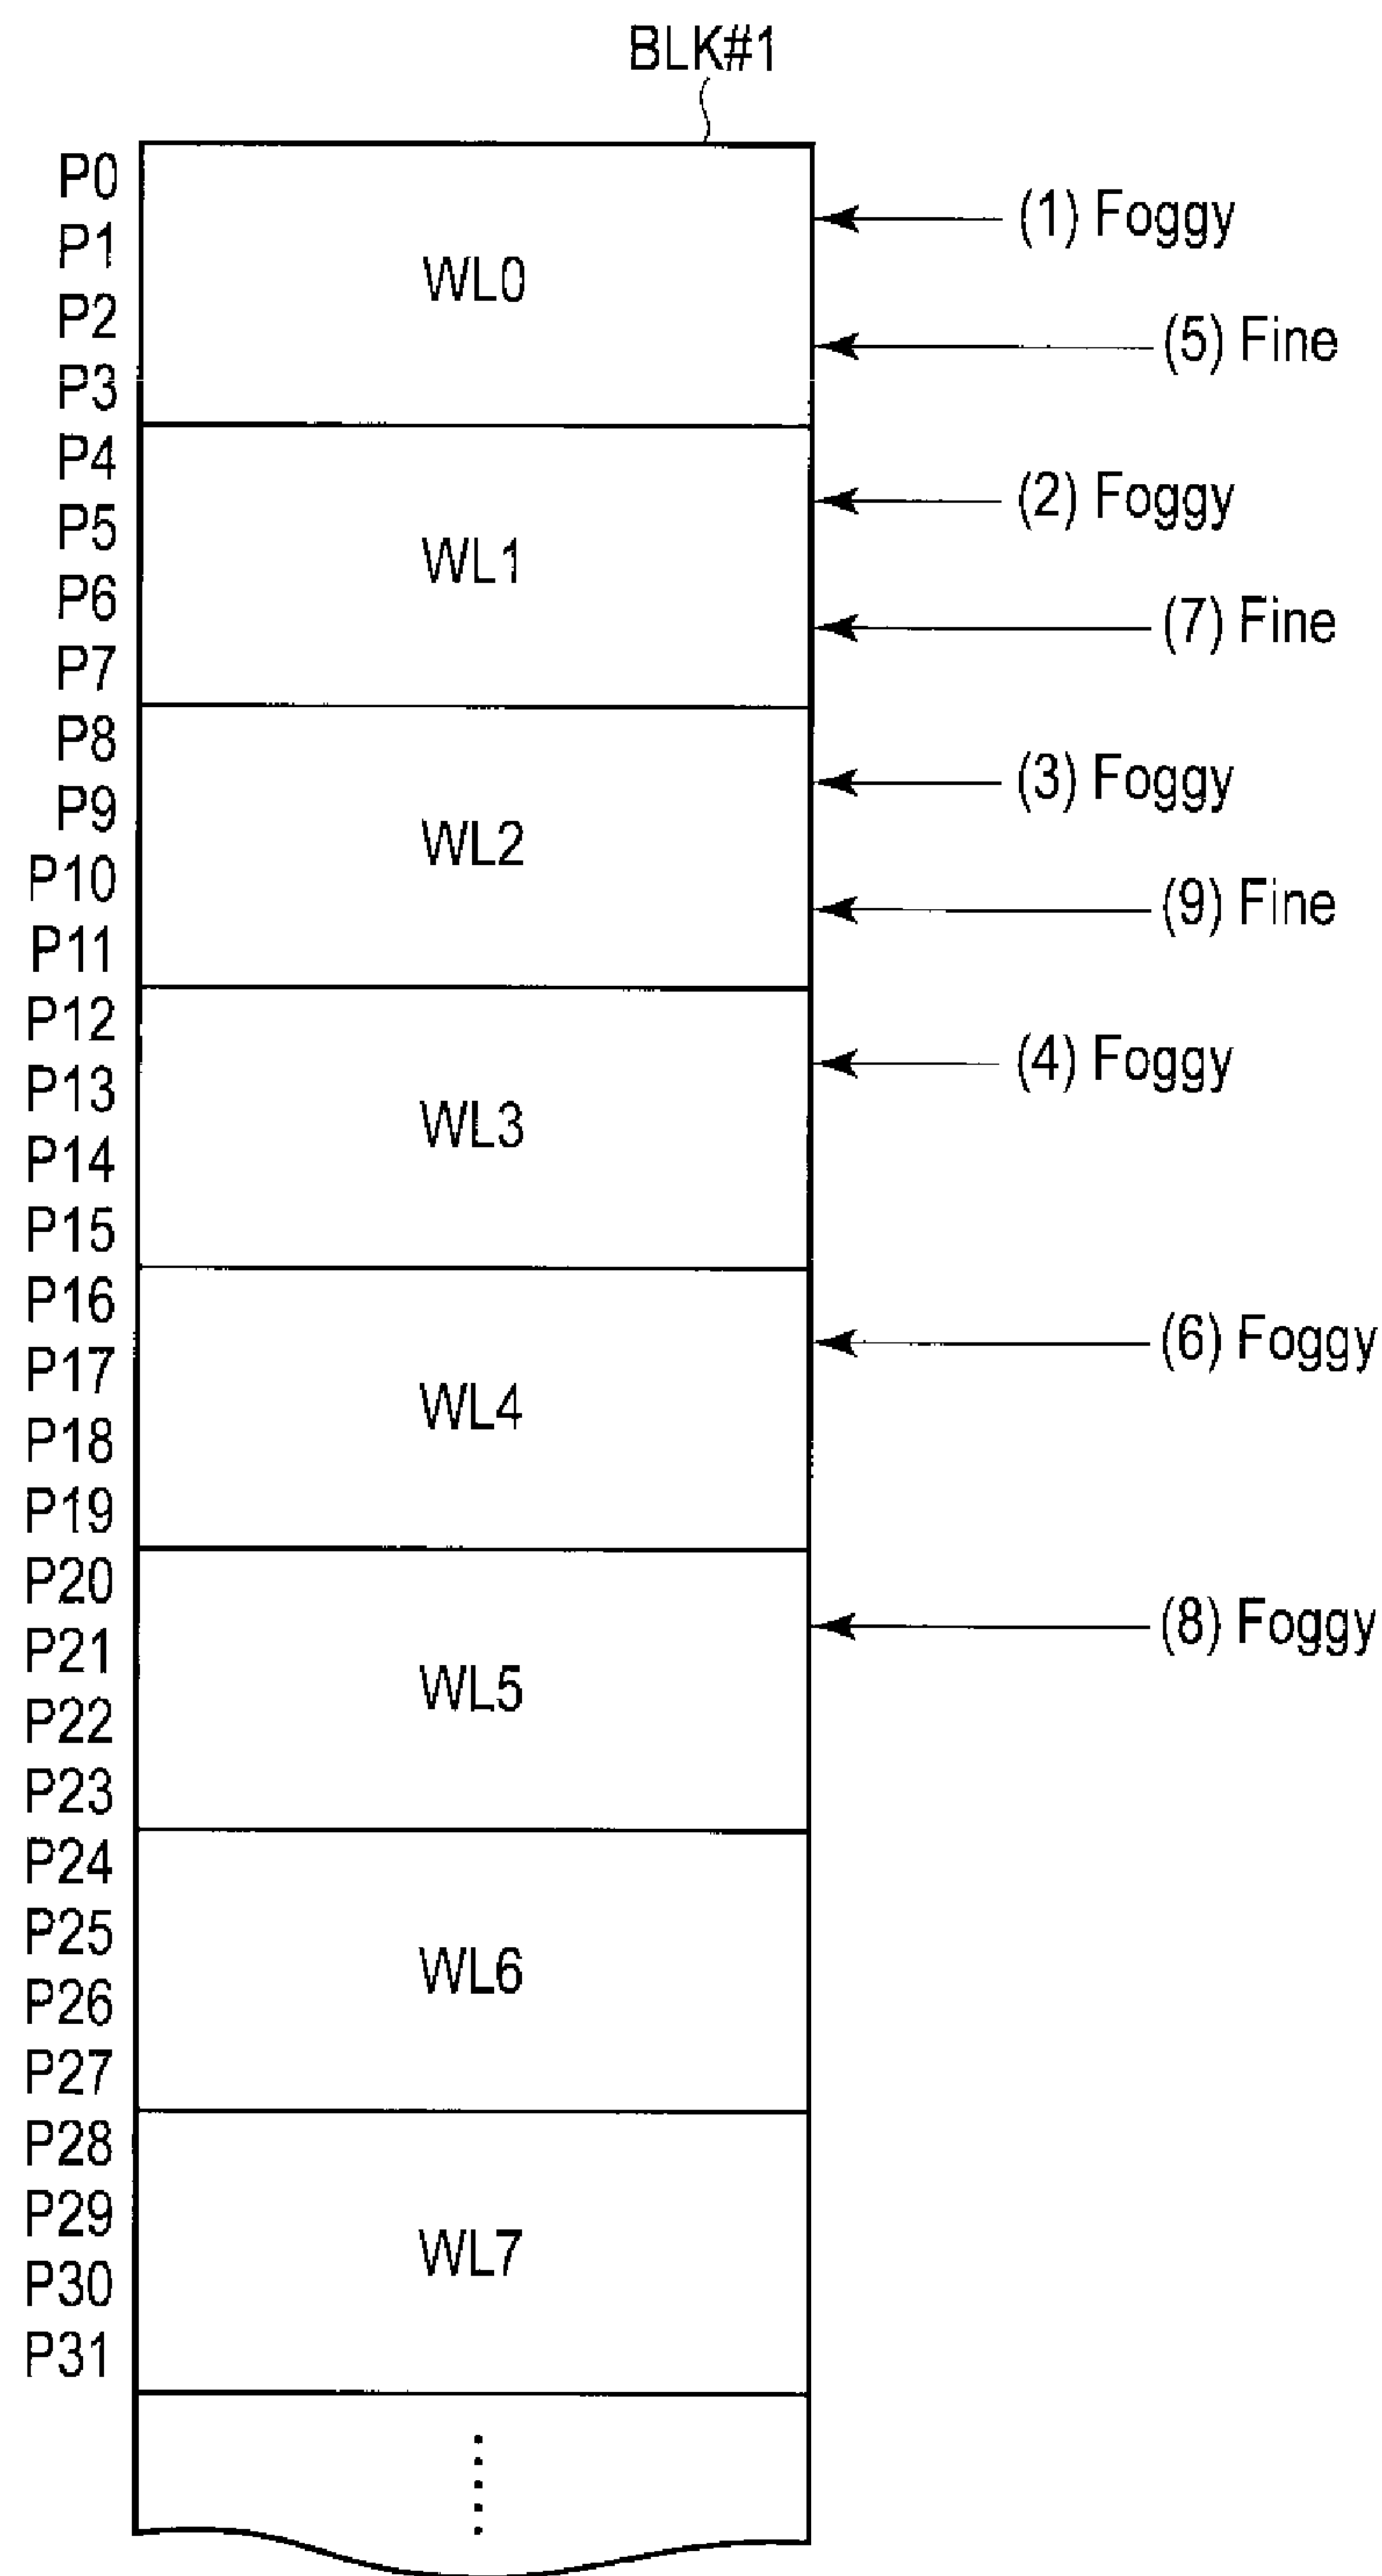 BLK#1
P0
(1) Foggy
P1
WL0
P2
(5) Fine
P3
P4
(2) Foggy
P5
WL1
P6
(7) Fine
P7
P8
(3) Foggy
P9
WL2
P10
(9) Fine
P11
P12
(4) Foggy
P13
WL3
P14
P15
P16
(6) Foggy
P17
WL4
P18
P19
P20
(8) Foggy
P21
WL5
P22
P23
P24
P25
WL6
P26
P27
P28
P29
WL7
P30
P31